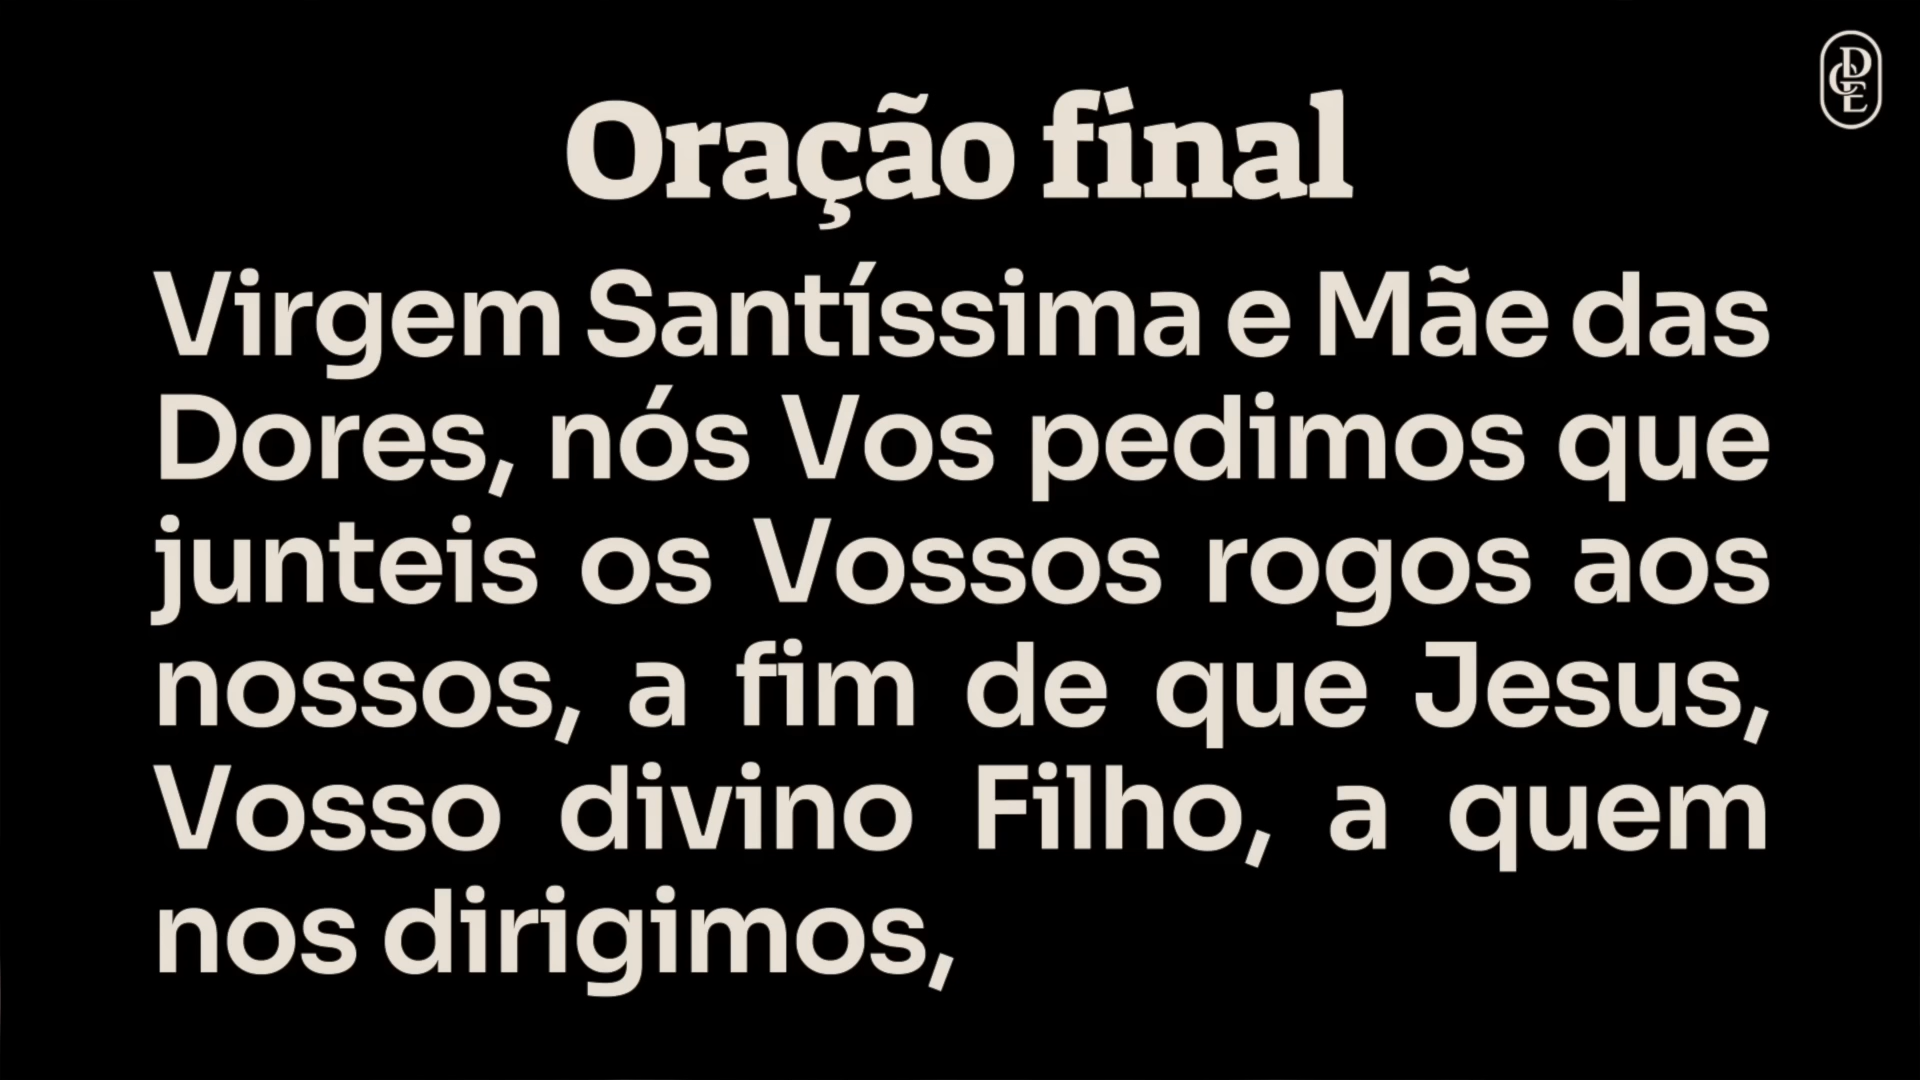 Oração final
Virgem Santíssima e Mãe das
Dores, nós Vos pedimos que
junteis os Vossos rogos aos
nossos, a fim de que Jesus,
Vosso divino Filho, a quem
nos dirigimos,